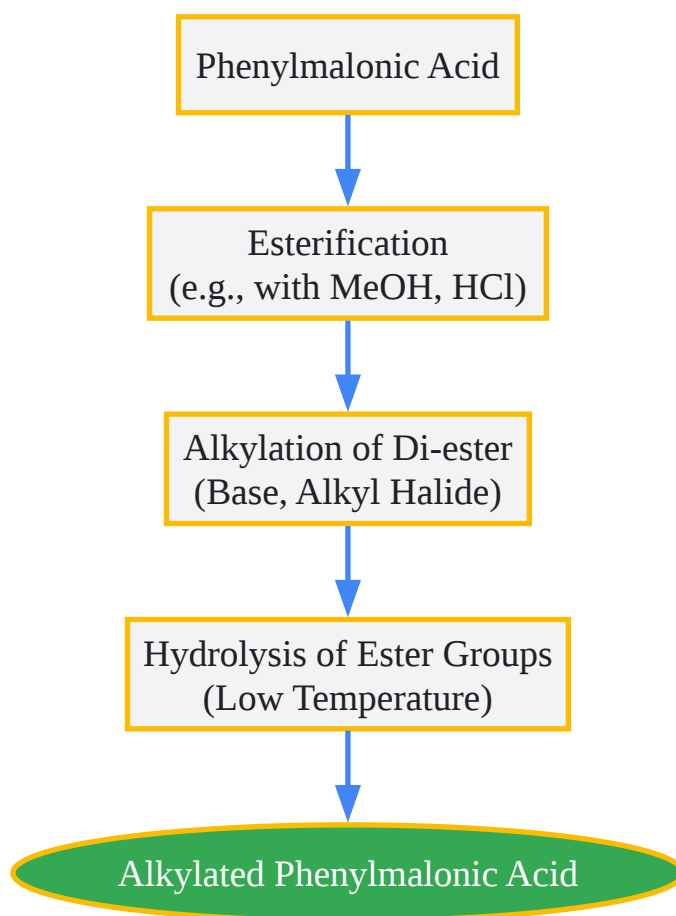 Phenylmalonic Acid
Esterification
(e.g., with MeOH, HCl)
Alkylation of Di-ester
(Base, Alkyl Halide)
Hydrolysis of Ester Groups
(Low Temperature)
Alkylated Phenylmalonic Acid